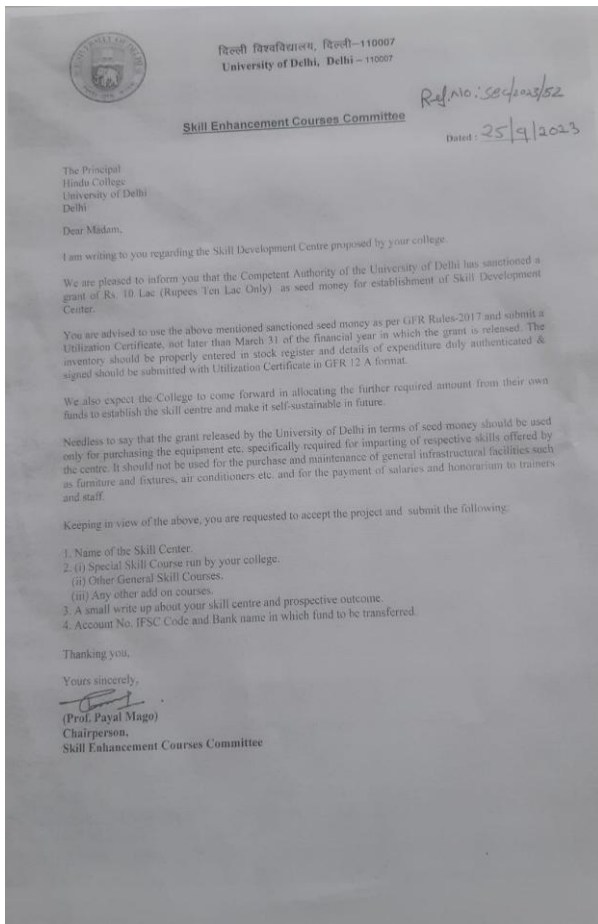 दिल्ली विश्वविद्यालय, दिल्ली–110007
University of Delhi, Delhi – 110007
Ref. No: SEC/2023/52
Skill Enhancement Courses Committee
Dated : 25/9/2023
The Principal
Hindu College
University of Delhi
Delhi
Dear Madam,
I am writing to you regarding the Skill Development Centre proposed by your college.
We are pleased to inform you that the Competent Authority of the University of Delhi has sanctioned a
grant of Rs. 10 Lac (Rupees Ten Lac Only) as seed money for establishment of Skill Development
Center.
You are advised to use the above mentioned sanctioned seed money as per GFR Rules-2017 and submit a
Utilization Certificate, not later than March 31 of the financial year in which the grant is released. The
inventory should be properly entered in stock register and details of expenditure duly authenticated &
signed should be submitted with Utilization Certificate in GFR 12 A format.
We also expect the College to come forward in allocating the further required amount from their own
funds to establish the skill centre and make it self-sustainable in future.
Needless to say that the grant released by the University of Delhi in terms of seed money should be used
only for purchasing the equipment etc. specifically required for imparting of respective skills offered by
the centre. It should not be used for the purchase and maintenance of general infrastructural facilities such
as furniture and fixtures, air conditioners etc. and for the payment of salaries and honorarium to trainers
and staff.
Keeping in view of the above, you are requested to accept the project and submit the following:
1. Name of the Skill Center.
2. (i) Special Skill Course run by your college.
(ii) Other General Skill Courses.
(iii) Any other add on courses.
3. A small write up about your skill centre and prospective outcome.
4. Account No. IFSC Code and Bank name in which fund to be transferred.
Thanking you,
Yours sincerely,
(Prof. Payal Mago)
Chairperson,
Skill Enhancement Courses Committee